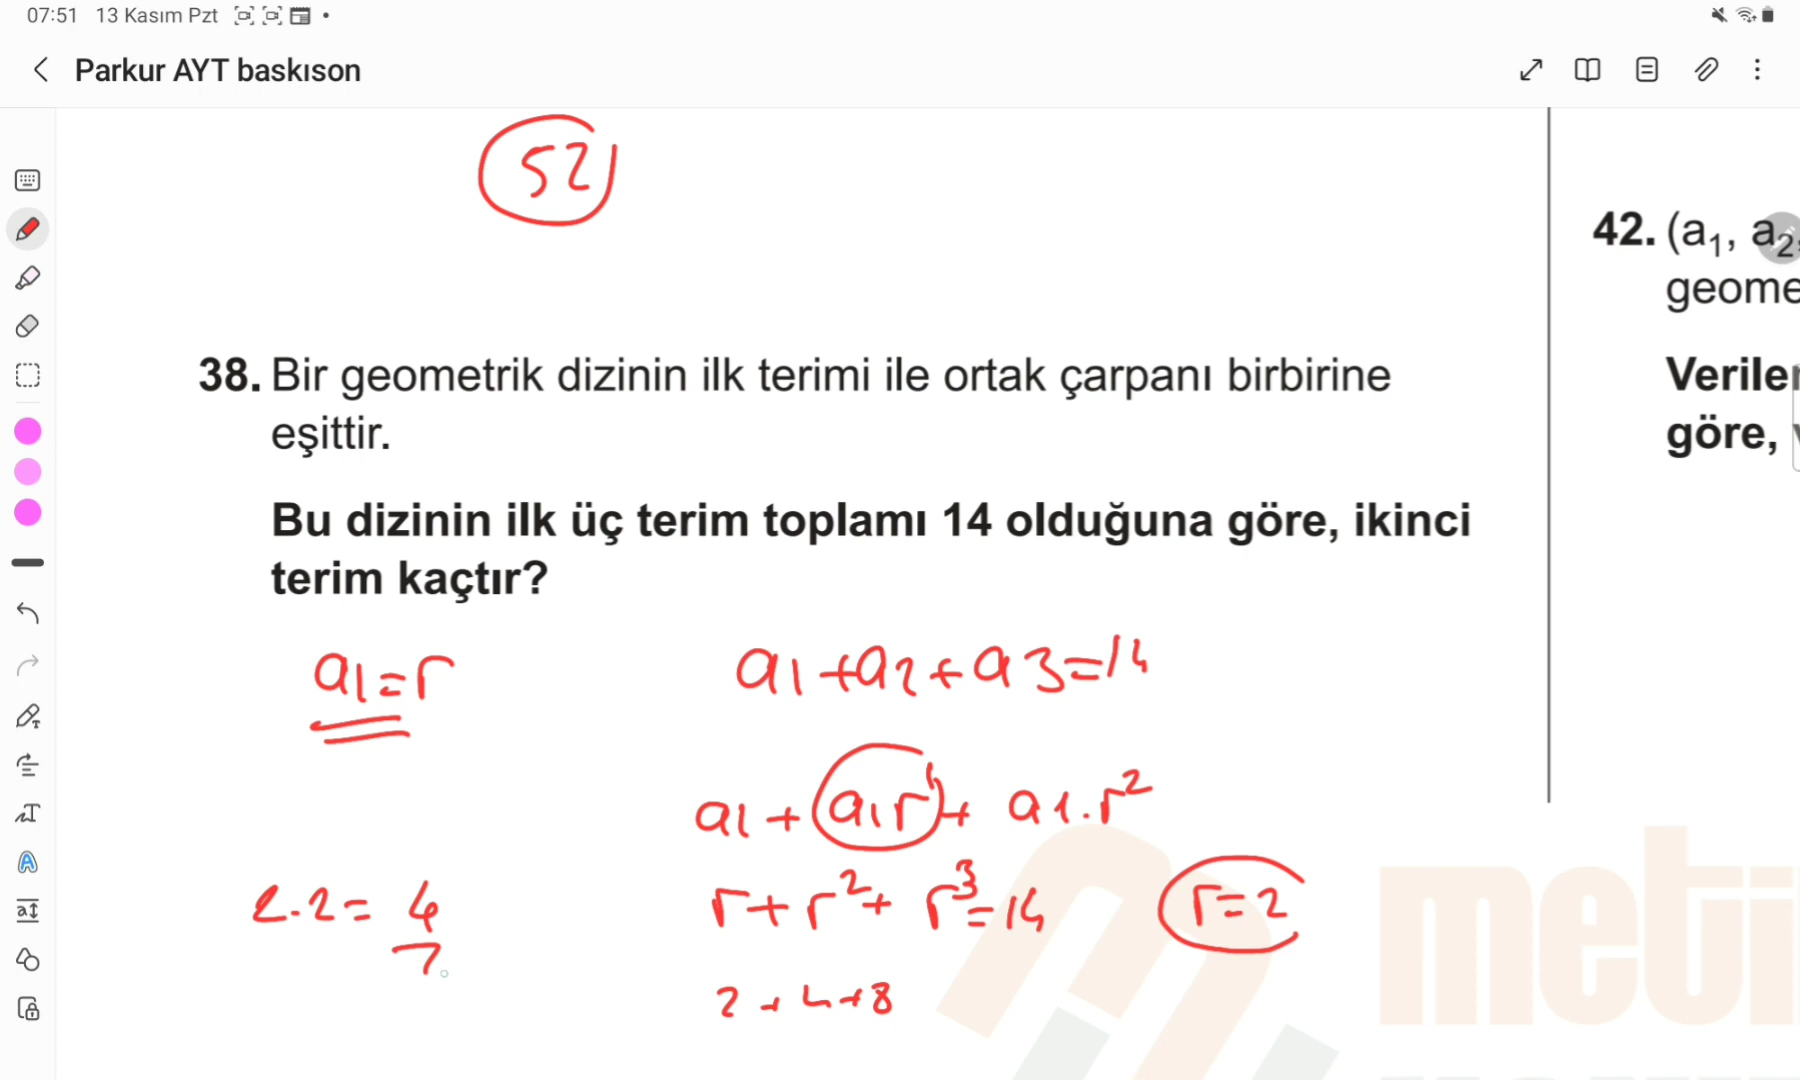 07:51 13 Kasım Pzt
Parkur AYT baskıson
52
38. Bir geometrik dizinin ilk terimi ile ortak çarpanı birbirine
eşittir.
Bu dizinin ilk üç terim toplamı 14 olduğuna göre, ikinci
terim kaçtır?
a1=r
a1+a2+a3=14
a1+a1r¹+a1.r²
r+r²+r³=14
r=2
2.2=4
2+4+8
42. (a₁, a₂,
geome
Verilen
göre,
meti